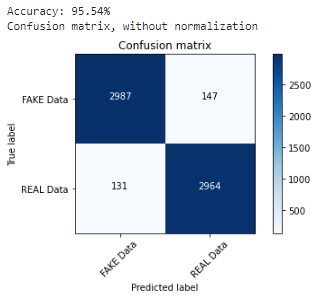 Accuracy: 95.54%
Confusion matrix, without normalization
Confusion matrix
FAKE Data
2987
147
REAL Data
131
2964
True label
FAKE Data
REAL Data
Predicted label
2500
2000
1500
1000
500